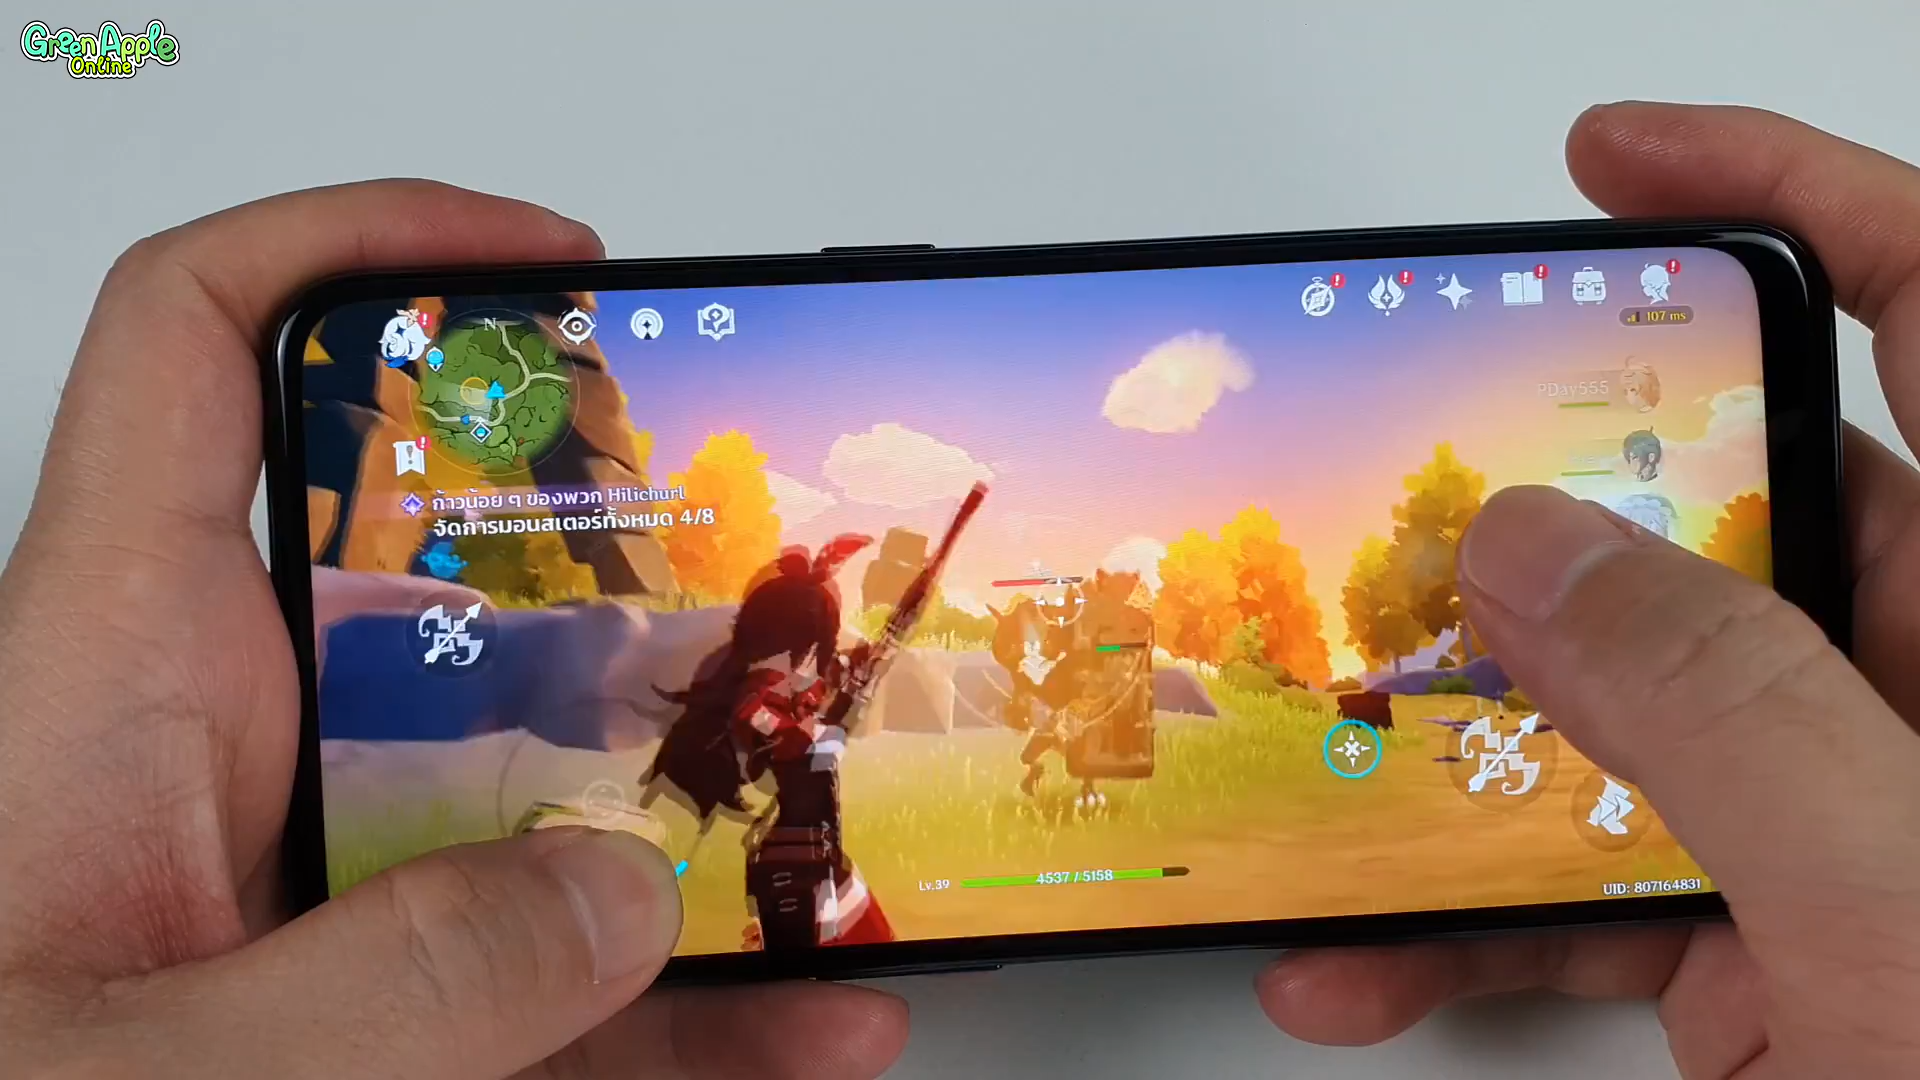 Green Apple
Online
N
107 ms
PDay555
ก้าวน้อย ๆ ของพวก Hilichurl
จัดการมอนสเตอร์ทั้งหมด 4/8
Lv.39
4537 / 5158
UID: 807164831